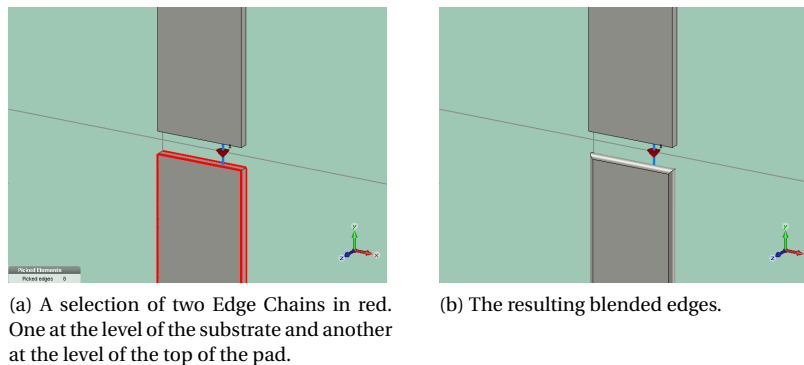 y
x
z
Picked Elements
Picked edges 8
y
z
(a) A selection of two Edge Chains in red.
One at the level of the substrate and another
at the level of the top of the pad.
(b) The resulting blended edges.